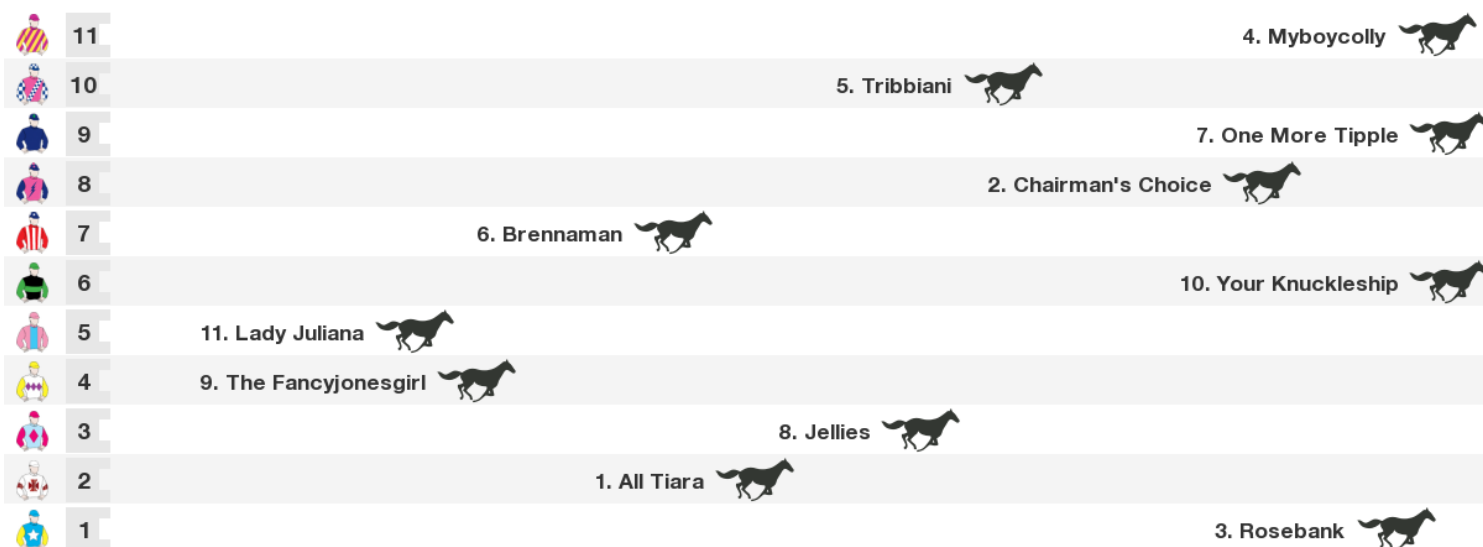 11 4. Myboycolly
10 5. Tribbiani
9 7. One More Tipple
8 2. Chairman's Choice
7 6. Brennaman
6 10. Your Knuckleship
5 11. Lady Juliana
4 9. The Fancyjonesgirl
3 8. Jellies
2 1. All Tiara
1 3. Rosebank